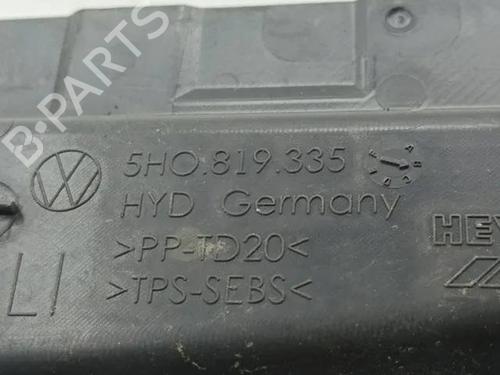 B-PARTS
5H0.819.335
HYD Germany
>PP-TD20<
>TPS-SEBS<
LI
HEY